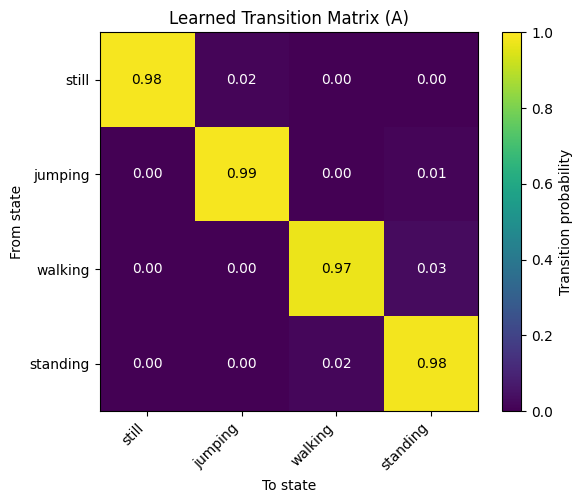 Learned Transition Matrix (A)
From state
still 0.98 0.02 0.00 0.00
jumping 0.00 0.99 0.00 0.01
walking 0.00 0.00 0.97 0.03
standing 0.00 0.00 0.02 0.98
still jumping walking standing
To state
1.0
0.8
0.6
0.4
0.2
0.0
Transition probability